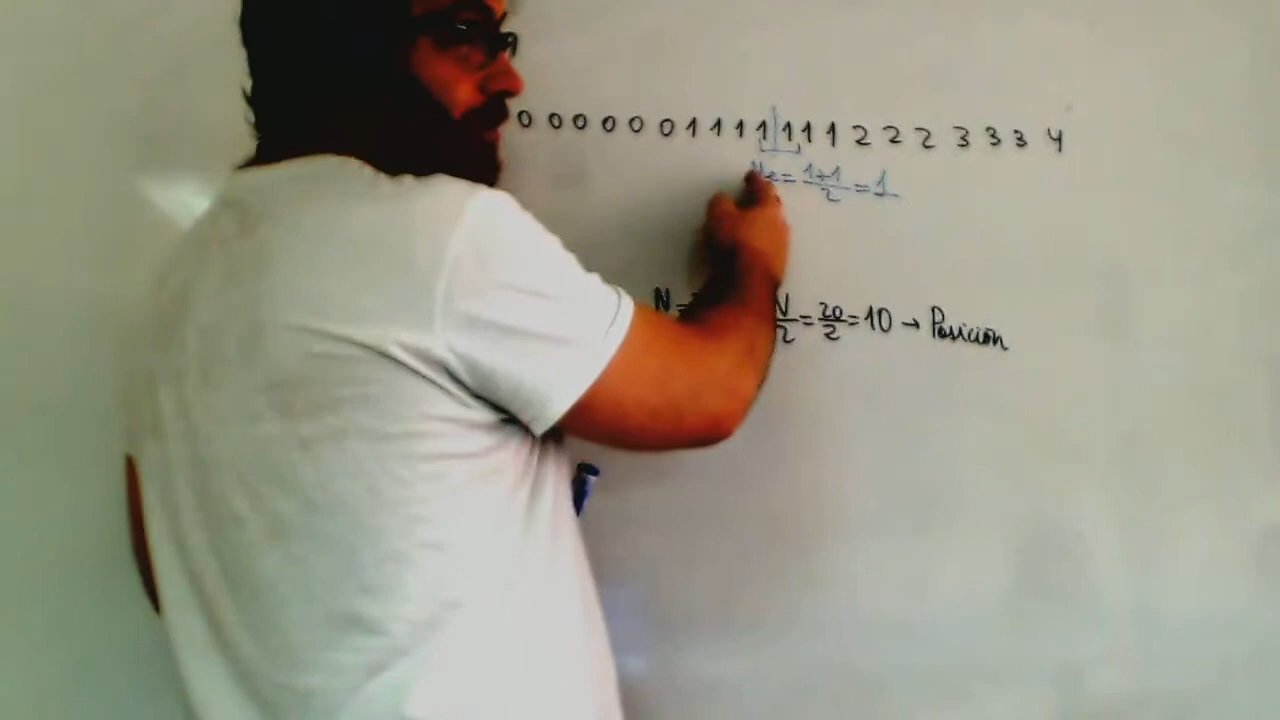 0 0 0 0 0 0 1 1 1 1 1 1 1 2 2 2 3 3 3 4
Me = 1+1/2 = 1
N = N/2 = 20/2 = 10 → Posición